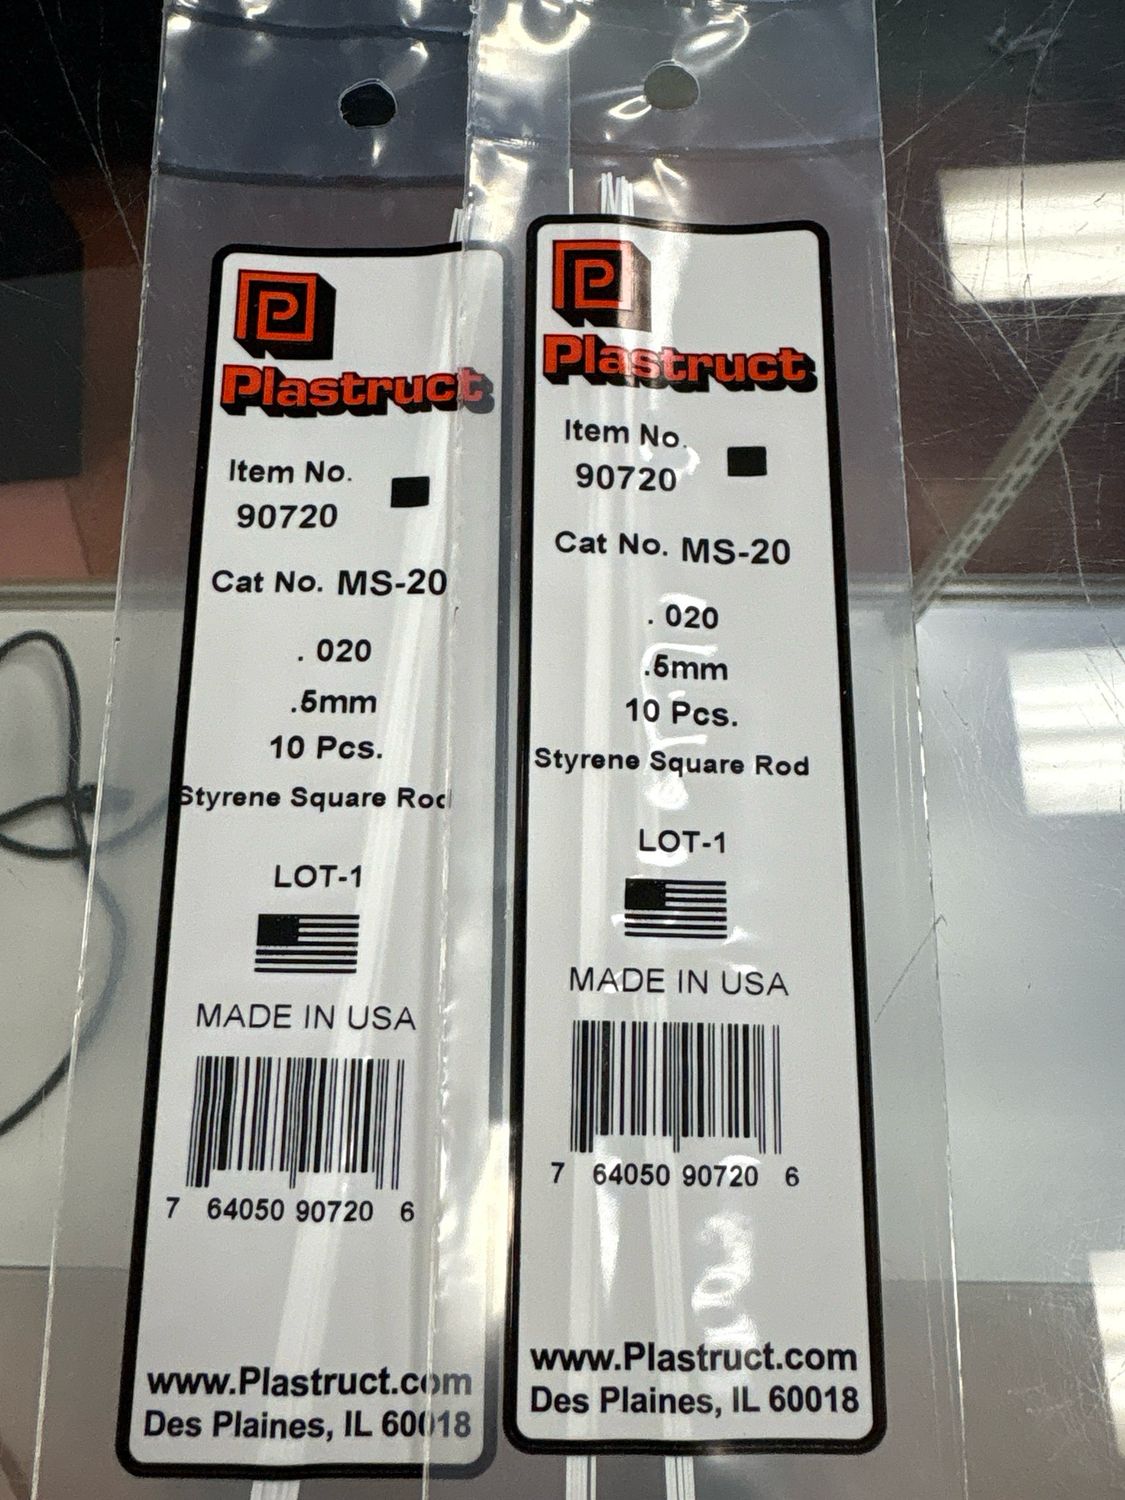 P
Plastruct
Item No.
90720
Cat No. MS-20
. 020
.5mm
10 Pcs.
Styrene Square Rod
LOT-1
MADE IN USA
7 64050 90720 6
www.Plastruct.com
Des Plaines, IL 60018
P
Plastruct
Item No.
90720
Cat No. MS-20
. 020
.5mm
10 Pcs.
Styrene Square Rod
LOT-1
MADE IN USA
7 64050 90720 6
www.Plastruct.com
Des Plaines, IL 60018